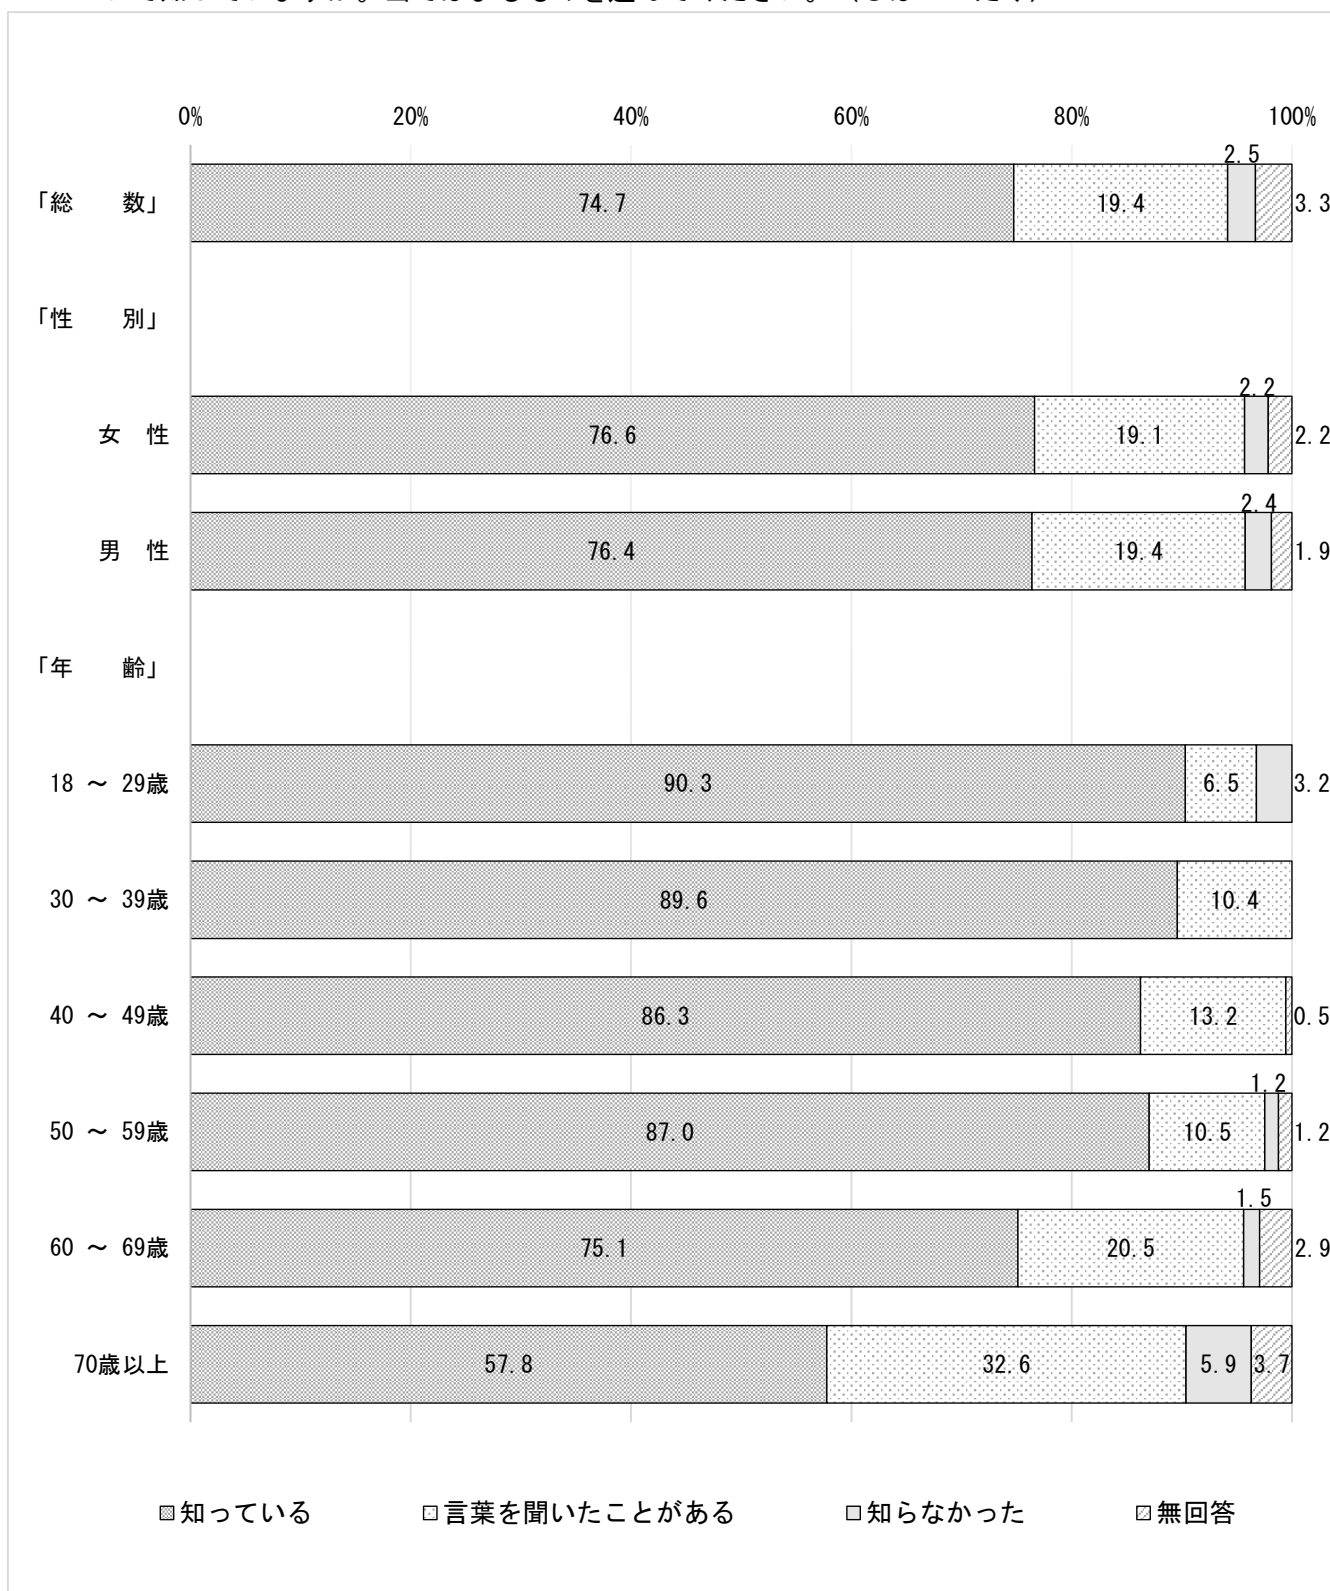 0% 20% 40% 60% 80% 100%
2.5
「総　数」 74.7 19.4 3.3
「性　別」
2.2
女　性 76.6 19.1 2.2
2.4
男　性 76.4 19.4 1.9
「年　齢」
18 ～ 29歳 90.3 6.5 3.2
30 ～ 39歳 89.6 10.4
40 ～ 49歳 86.3 13.2 0.5
1.2
50 ～ 59歳 87.0 10.5 1.2
1.5
60 ～ 69歳 75.1 20.5 2.9
70歳以上 57.8 32.6 5.9 3.7
知っている 言葉を聞いたことがある 知らなかった 無回答